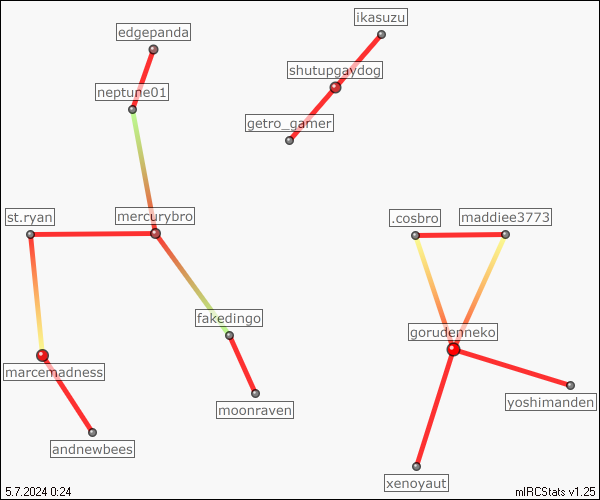 ikasuzu
edgepanda
shutupgaydog
neptune01
getro_gamer
st.ryan
mercurybro
.cosbro
maddiee3773
fakedingo
gorudenneko
marcemadness
moonraven
yoshimanden
andnewbees
xenoyaut
5.7.2024 0:24
mIRCStats v1.25